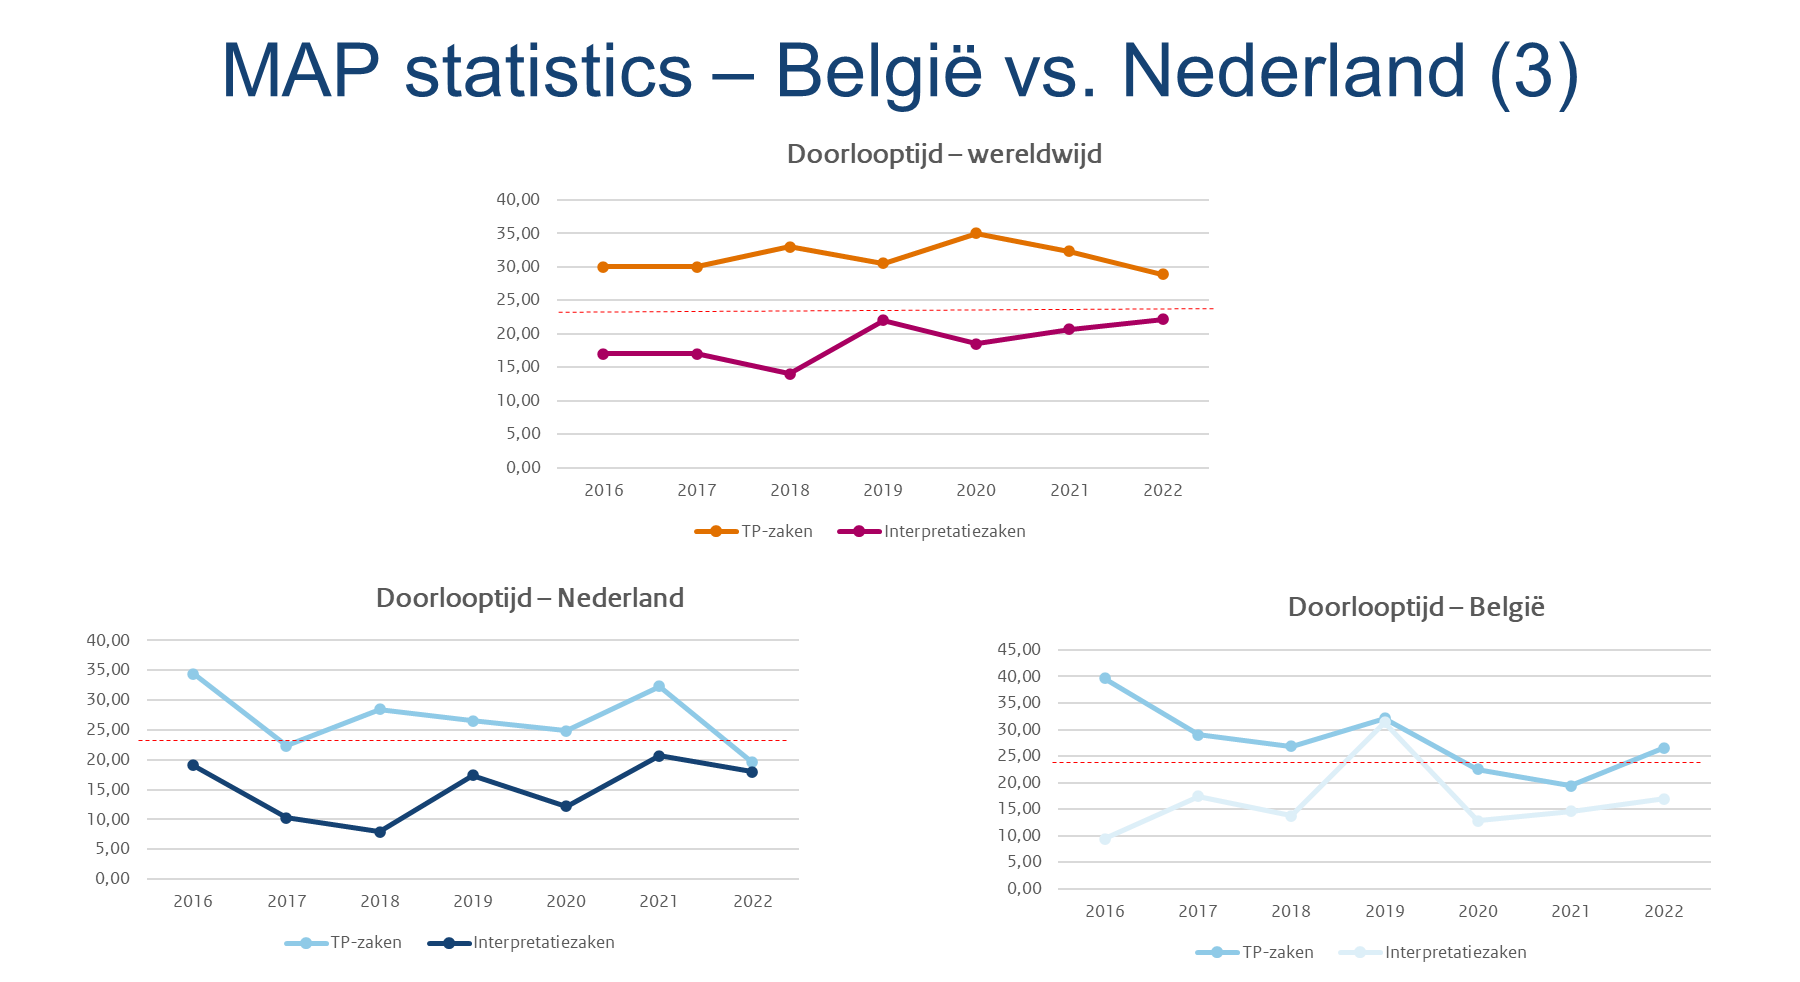 MAP statistics – België vs. Nederland (3)
Doorlooptijd – wereldwijd
40,00
35,00
30,00
25,00
20,00
15,00
10,00
5,00
0,00
2016 2017 2018 2019 2020 2021 2022
TP-zaken Interpretatiezaken
Doorlooptijd – Nederland
40,00
35,00
30,00
25,00
20,00
15,00
10,00
5,00
0,00
2016 2017 2018 2019 2020 2021 2022
TP-zaken Interpretatiezaken
Doorlooptijd – België
45,00
40,00
35,00
30,00
25,00
20,00
15,00
10,00
5,00
0,00
2016 2017 2018 2019 2020 2021 2022
TP-zaken Interpretatiezaken